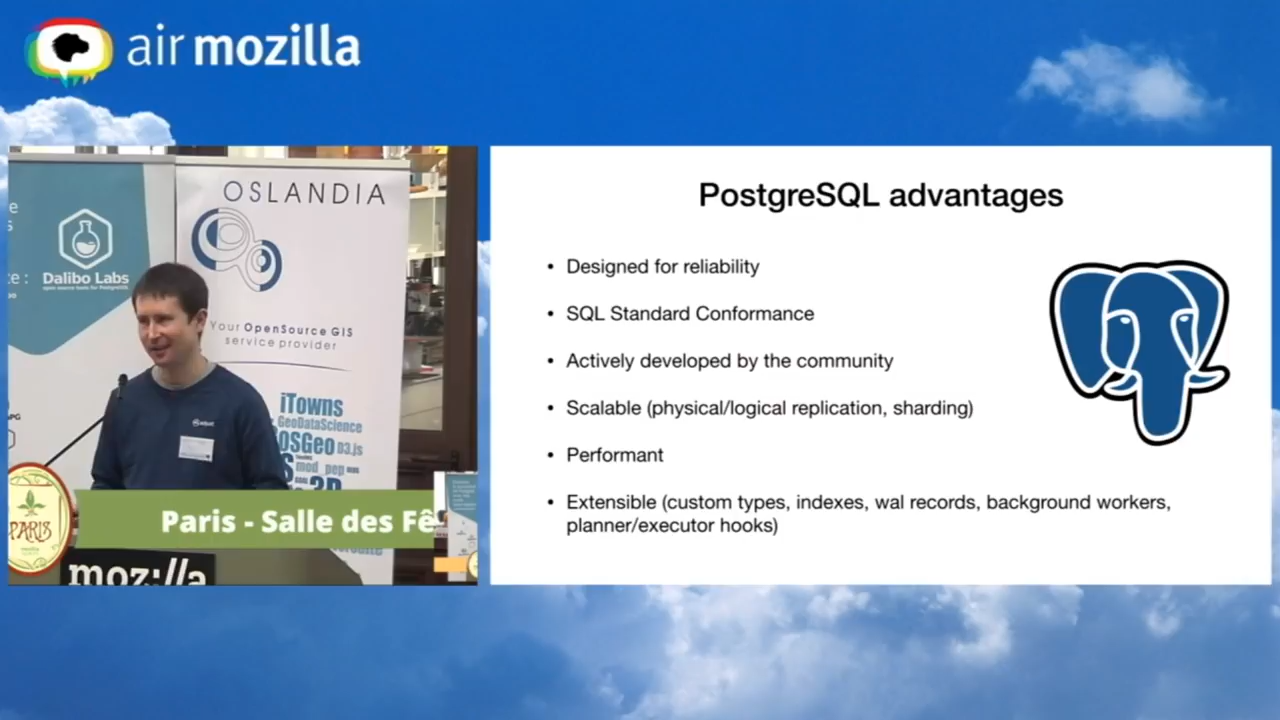 air mozilla
OSLANDIA
Dalibo Labs
open source tools for PostgreSQL
Your OpenSource GIS
service provider
iTowns
GeoDataScience
OSGeo D3.js
mod_pep
Paris - Salle des Fê
PARIS
mozilla
moz://a
PostgreSQL advantages
• Designed for reliability
• SQL Standard Conformance
• Actively developed by the community
• Scalable (physical/logical replication, sharding)
• Performant
• Extensible (custom types, indexes, wal records, background workers,
planner/executor hooks)